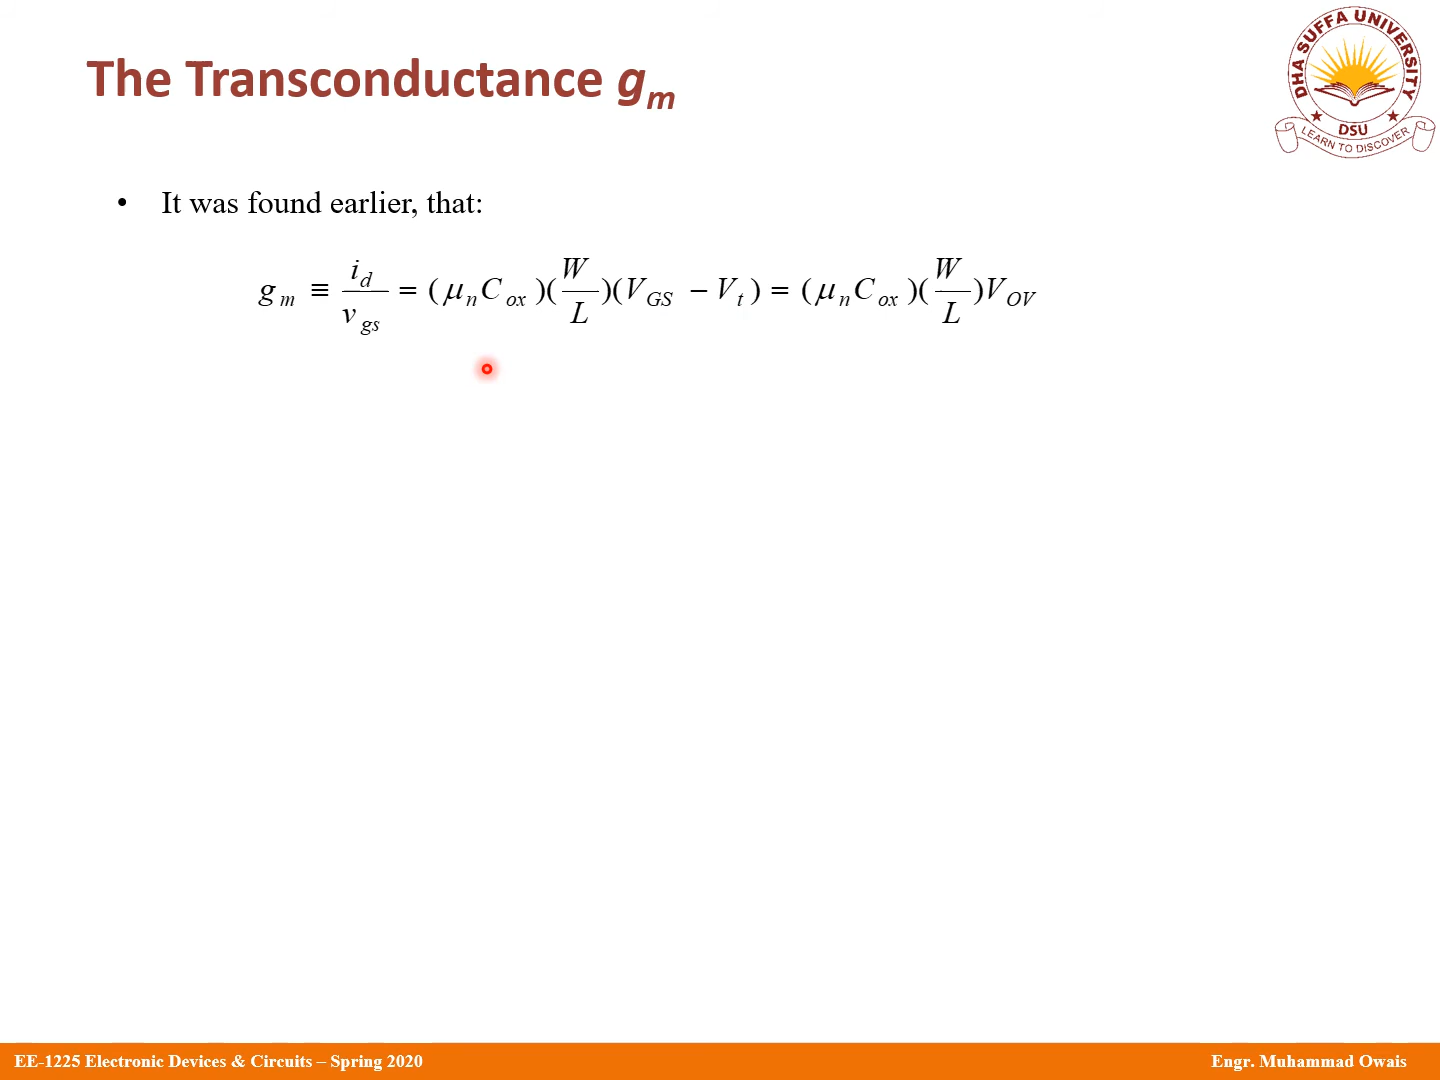 The Transconductance gm
DHA SUFFA UNIVERSITY
DSU
LEARN TO DISCOVER
• It was found earlier, that:
g_m ≡ i_d / v_gs = (μ_n C_ox)(W/L)(V_GS − V_t) = (μ_n C_ox)(W/L)V_OV
EE-1225 Electronic Devices & Circuits – Spring 2020
Engr. Muhammad Owais